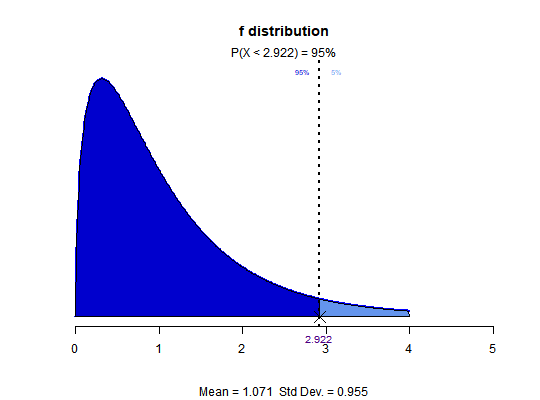 f distribution
P(X < 2.922) = 95%
95% 5%
2.922
0 1 2 3 4 5
Mean = 1.071 Std Dev. = 0.955